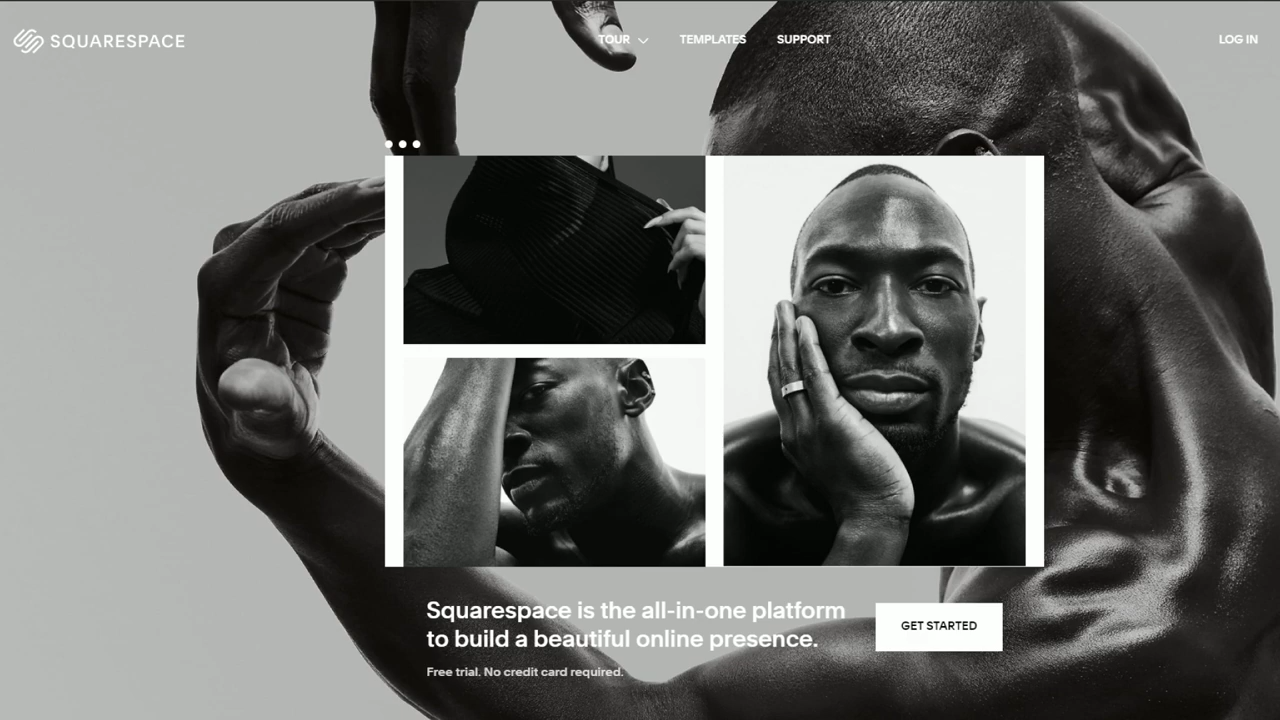 SQUARESPACE
TOUR
TEMPLATES
SUPPORT
LOG IN
Squarespace is the all-in-one platform
to build a beautiful online presence.
GET STARTED
Free trial. No credit card required.